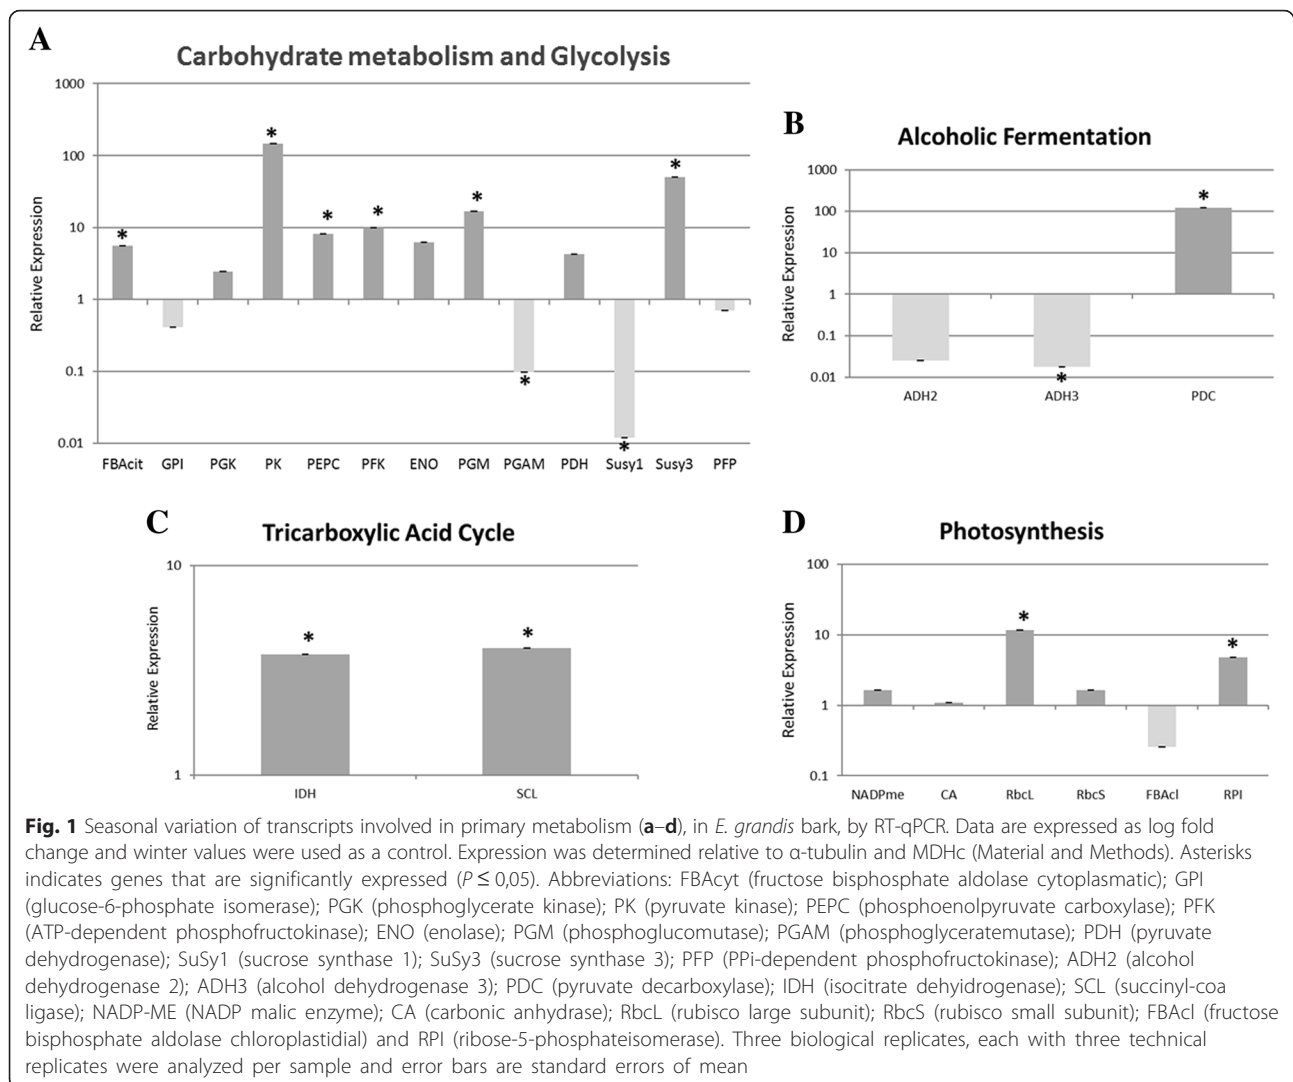 A
Carbohydrate metabolism and Glycolysis
1000
100
10
1
0.1
0.01
Relative Expression
* * * * * * * *
FBAcit GPI PGK PK PEPC PFK ENO PGM PGAM PDH Susy1 Susy3 PFP
B
Alcoholic Fermentation
1000
100
10
1
0.1
0.01
Relative Expression
* *
ADH2 ADH3 PDC
C
Tricarboxylic Acid Cycle
10
1
Relative Expression
* *
IDH SCL
D
Photosynthesis
100
10
1
0.1
Relative Expression
* *
NADPme CA RbcL RbcS FBAcl RPI
Fig. 1 Seasonal variation of transcripts involved in primary metabolism (a–d), in E. grandis bark, by RT-qPCR. Data are expressed as log fold
change and winter values were used as a control. Expression was determined relative to α-tubulin and MDHc (Material and Methods). Asterisks
indicates genes that are significantly expressed (P ≤ 0,05). Abbreviations: FBAcyt (fructose bisphosphate aldolase cytoplasmatic); GPI
(glucose-6-phosphate isomerase); PGK (phosphoglycerate kinase); PK (pyruvate kinase); PEPC (phosphoenolpyruvate carboxylase); PFK
(ATP-dependent phosphofructokinase); ENO (enolase); PGM (phosphoglucomutase); PGAM (phosphoglyceratemutase); PDH (pyruvate
dehydrogenase); SuSy1 (sucrose synthase 1); SuSy3 (sucrose synthase 3); PFP (PPi-dependent phosphofructokinase); ADH2 (alcohol
dehydrogenase 2); ADH3 (alcohol dehydrogenase 3); PDC (pyruvate decarboxylase); IDH (isocitrate dehyidrogenase); SCL (succinyl-coa
ligase); NADP-ME (NADP malic enzyme); CA (carbonic anhydrase); RbcL (rubisco large subunit); RbcS (rubisco small subunit); FBAcl (fructose
bisphosphate aldolase chloroplastidial) and RPI (ribose-5-phosphateisomerase). Three biological replicates, each with three technical
replicates were analyzed per sample and error bars are standard errors of mean